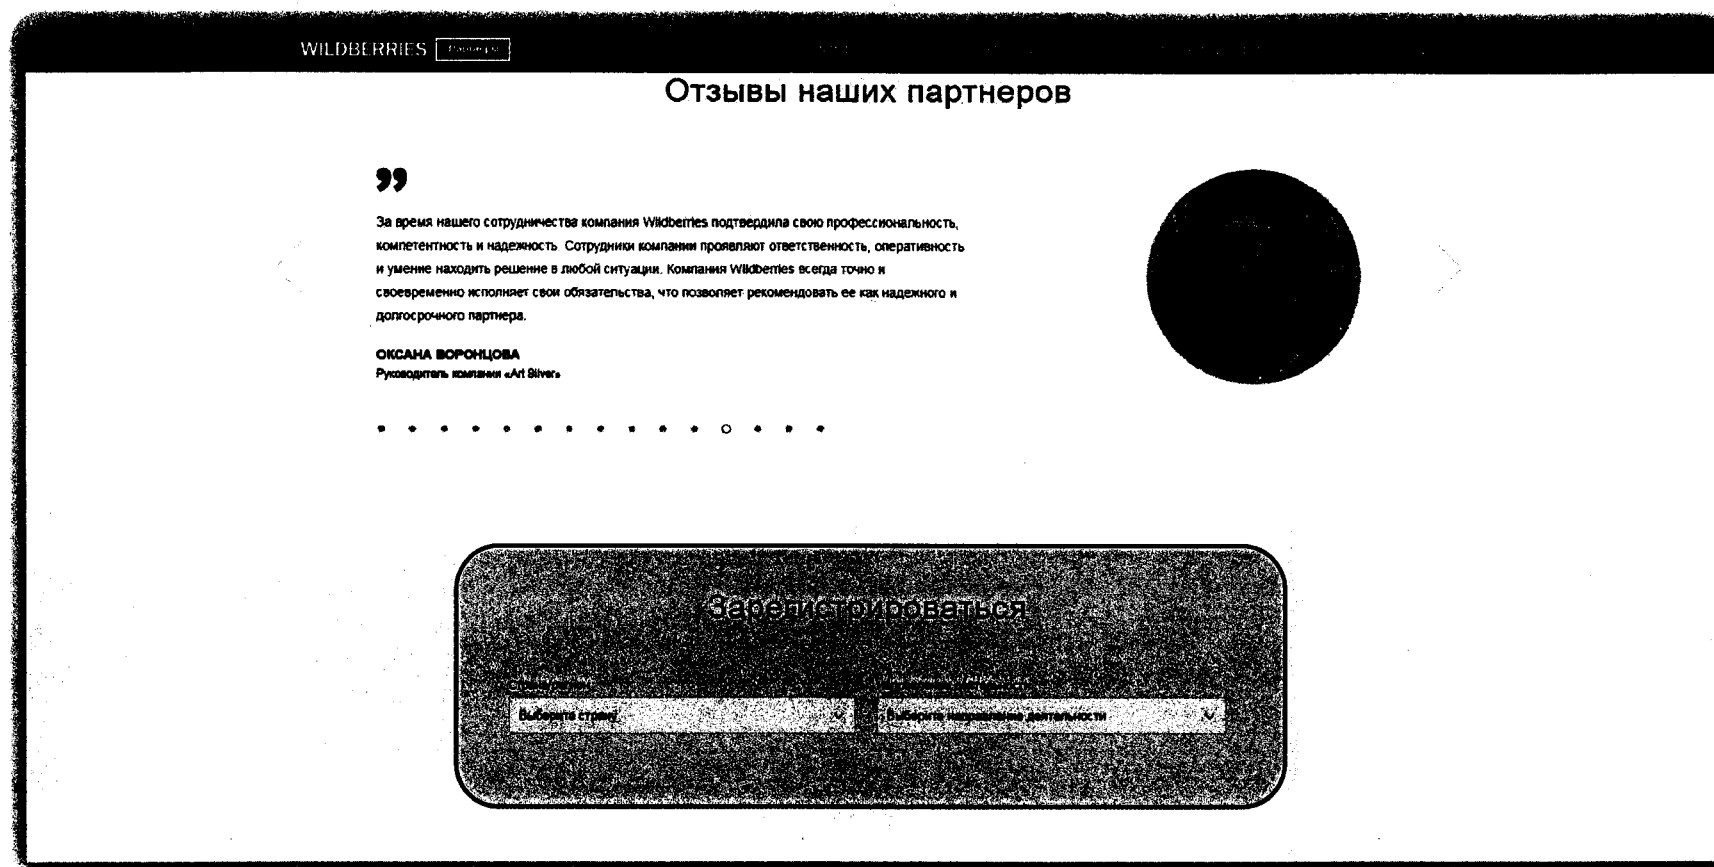 WILDBERRIES
Отзывы наших партнеров
За время нашего сотрудничества компания Wildberries подтвердила свою профессиональность,
компетентность и надежность. Сотрудники компании проявляют ответственность, оперативность
и умение находить решение в любой ситуации. Компания Wildberries всегда точно и
своевременно исполняет свои обязательства, что позволяет рекомендовать ее как надежного и
долгосрочного партнера.
ОКСАНА ВОРОНЦОВА
Руководитель компании «Art Silver»
Зарегистрироваться
Выберите страну
Выберите направление деятельности